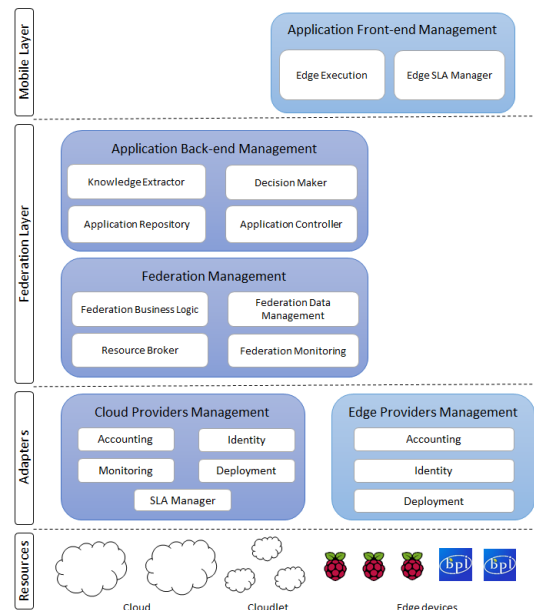 Mobile Layer
Application Front-end Management
Edge Execution
Edge SLA Manager
Federation Layer
Application Back-end Management
Knowledge Extractor
Decision Maker
Application Repository
Application Controller
Federation Management
Federation Business Logic
Federation Data
Management
Resource Broker
Federation Monitoring
Adapters
Cloud Providers Management
Accounting
Identity
Monitoring
Deployment
SLA Manager
Edge Providers Management
Accounting
Identity
Deployment
Resources
bpi
bpi
Cloud
Cloudlet
Edge devices